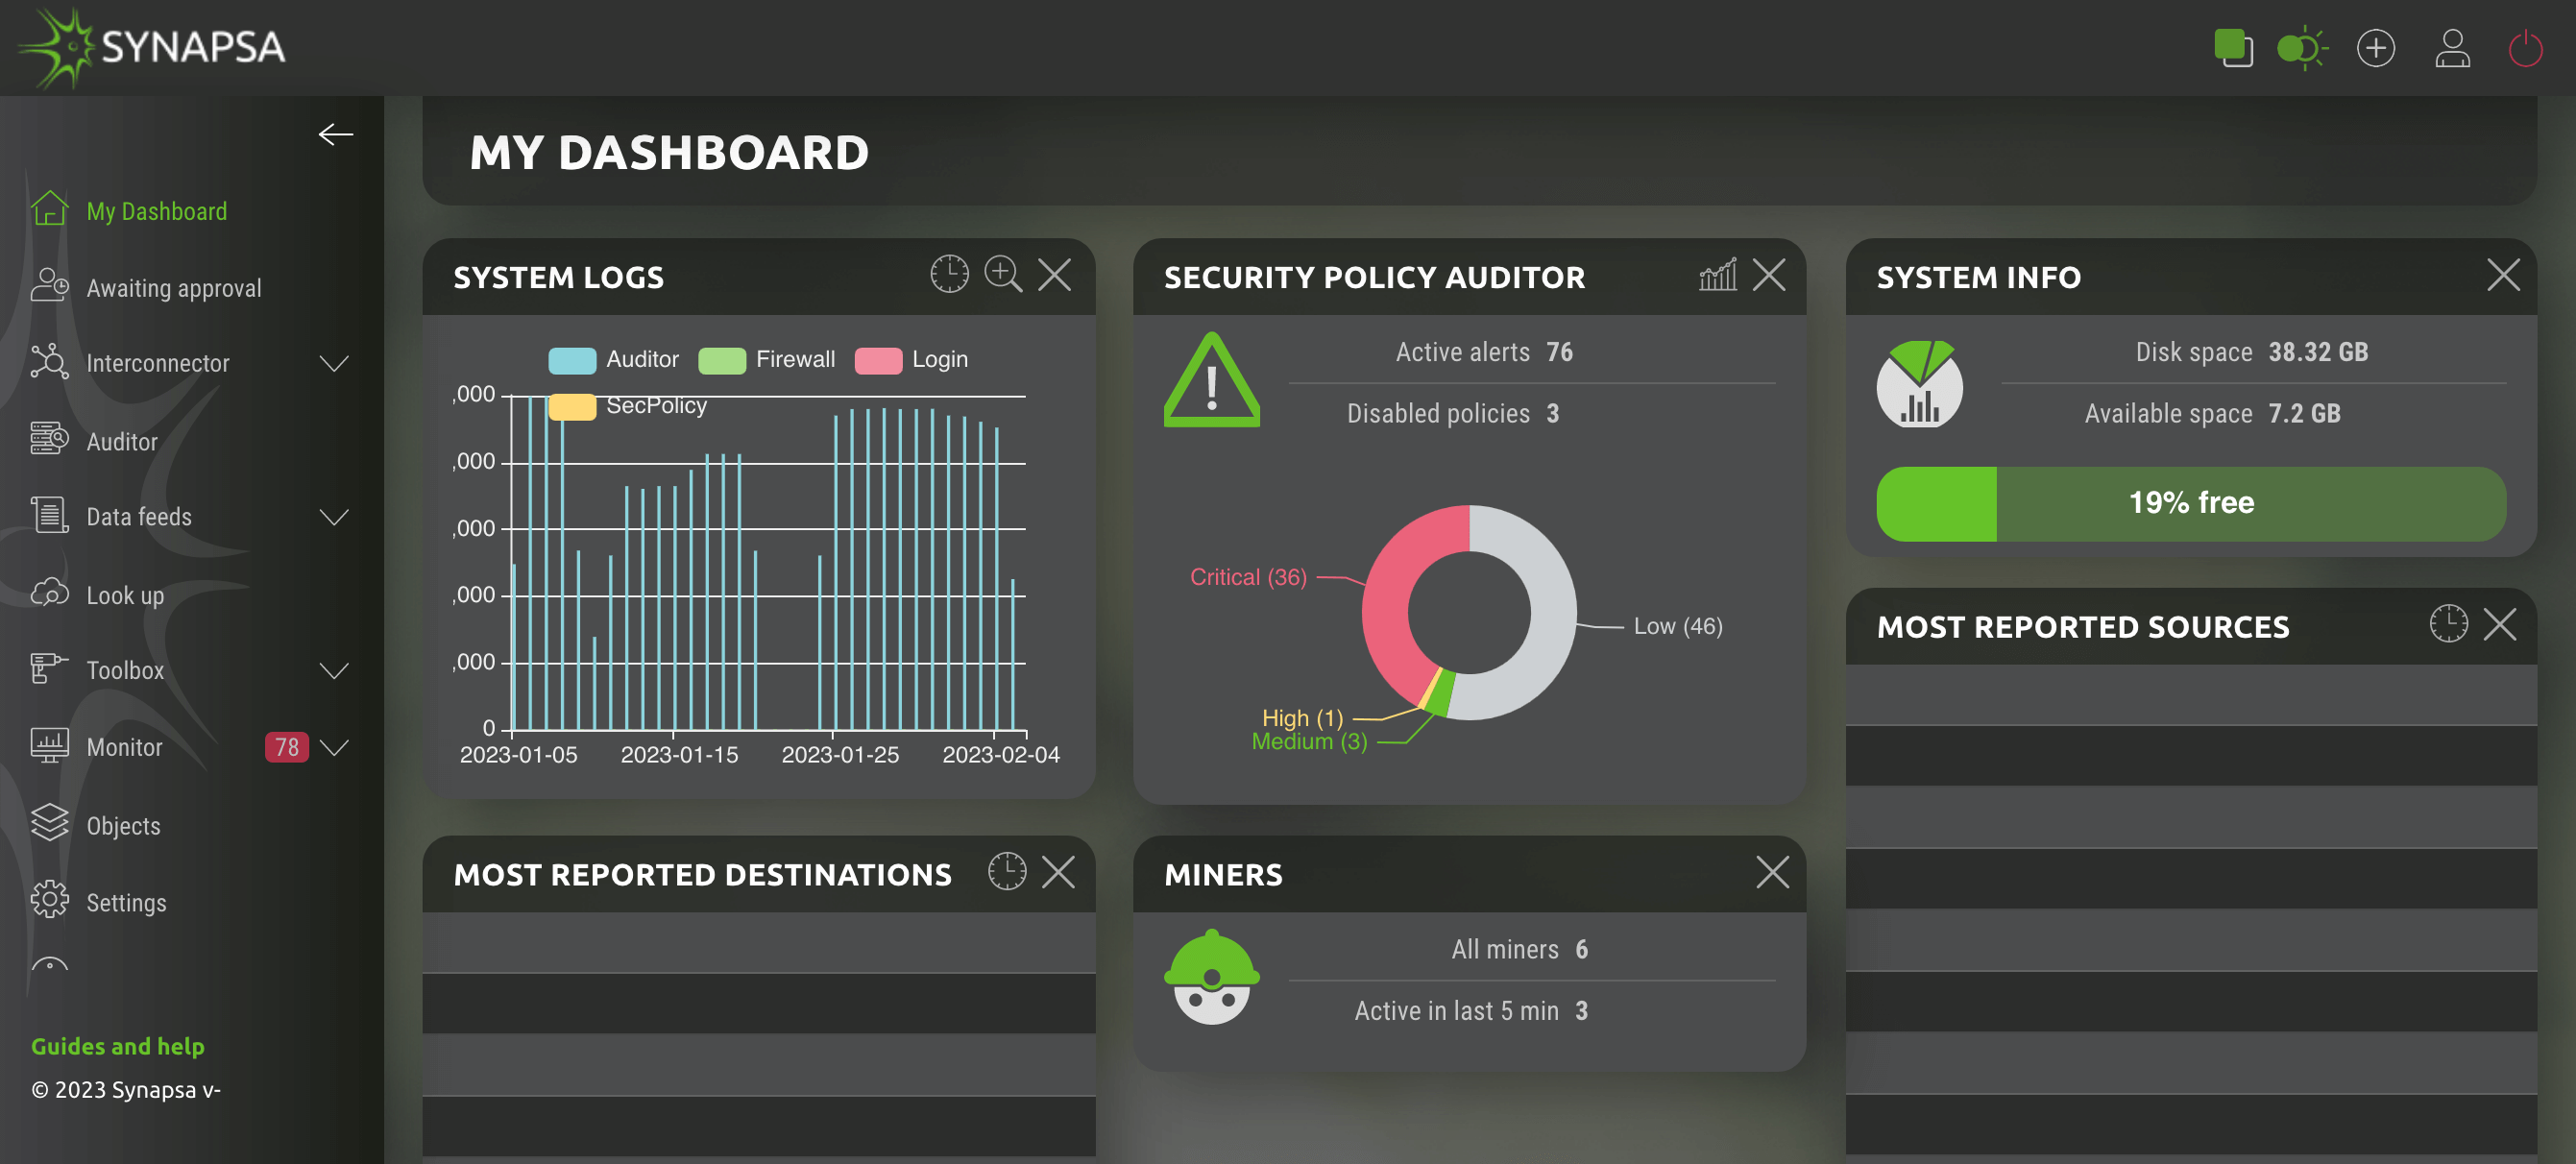 SYNAPSA
MY DASHBOARD
My Dashboard
Awaiting approval
Interconnector
Auditor
Data feeds
Look up
Toolbox
Monitor 78
Objects
Settings
Guides and help
© 2023 Synapsa v-
SYSTEM LOGS
Auditor Firewall Login
SecPolicy
,000
,000
,000
,000
,000
0
2023-01-05 2023-01-15 2023-01-25 2023-02-04
MOST REPORTED DESTINATIONS
SECURITY POLICY AUDITOR
Active alerts 76
Disabled policies 3
Critical (36)
Low (46)
High (1)
Medium (3)
MINERS
All miners 6
Active in last 5 min 3
SYSTEM INFO
Disk space 38.32 GB
Available space 7.2 GB
19% free
MOST REPORTED SOURCES